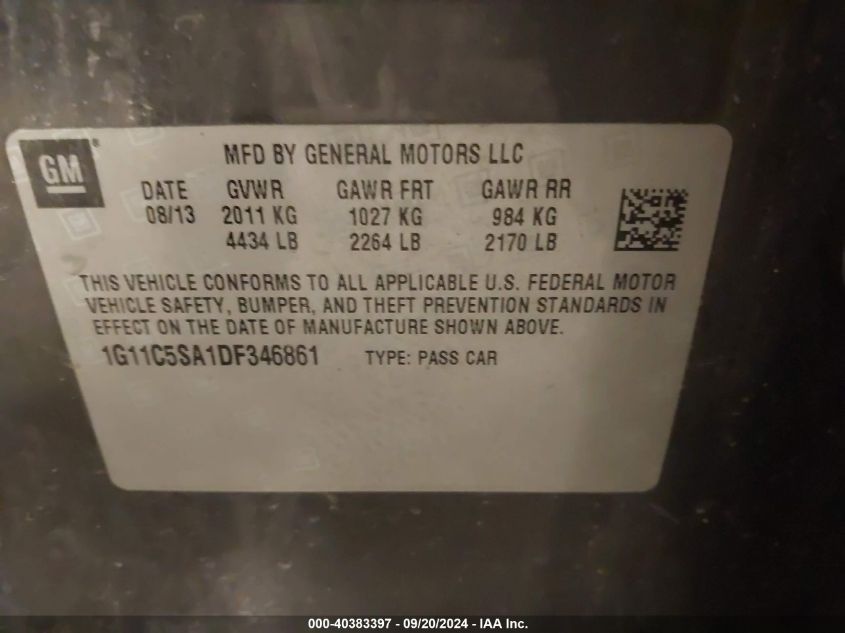 GM®
MFD BY GENERAL MOTORS LLC
DATE GVWR GAWR FRT GAWR RR
08/13 2011 KG 1027 KG 984 KG
4434 LB 2264 LB 2170 LB
THIS VEHICLE CONFORMS TO ALL APPLICABLE U.S. FEDERAL MOTOR
VEHICLE SAFETY, BUMPER, AND THEFT PREVENTION STANDARDS IN
EFFECT ON THE DATE OF MANUFACTURE SHOWN ABOVE.
1G11C5SA1DF346861 TYPE: PASS CAR
000-40383397 - 09/20/2024 - IAA Inc.